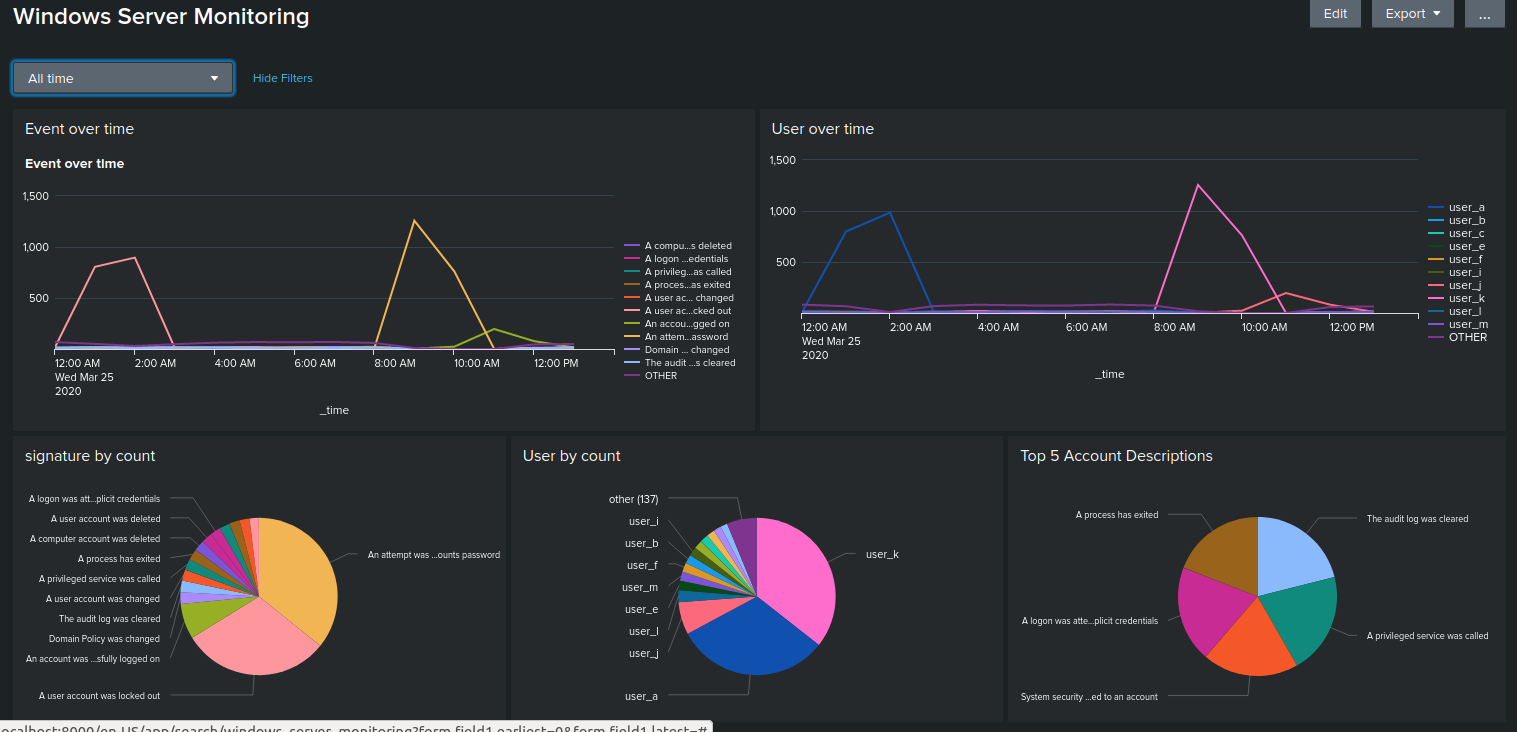 Windows Server Monitoring
Edit
Export
...
All time
Hide Filters
Event over time
Event over time
1,500
1,000
500
12:00 AM
Wed Mar 25
2020
2:00 AM
4:00 AM
6:00 AM
8:00 AM
10:00 AM
12:00 PM
_time
A compu...s deleted
A logon ...edentials
A privileg...as called
A proces...as exited
A user ac... changed
A user ac...cked out
An accou...gged on
An attem...assword
Domain ... changed
The audit ...s cleared
OTHER
User over time
1,500
1,000
500
12:00 AM
Wed Mar 25
2020
2:00 AM
4:00 AM
6:00 AM
8:00 AM
10:00 AM
12:00 PM
_time
user_a
user_b
user_c
user_e
user_f
user_i
user_j
user_k
user_l
user_m
OTHER
signature by count
A logon was att...plicit credentials
A user account was deleted
A computer account was deleted
A process has exited
A privileged service was called
A user account was changed
The audit log was cleared
Domain Policy was changed
An account was ...sfully logged on
A user account was locked out
An attempt was ...ounts password
User by count
other (137)
user_i
user_b
user_f
user_m
user_e
user_l
user_j
user_a
user_k
Top 5 Account Descriptions
A process has exited
A logon was atte...plicit credentials
System security ...ed to an account
The audit log was cleared
A privileged service was called
ocalhost:8000/en-US/app/search/windows_server_monitoring?form.field1.earliest=0&form.field1.latest=#